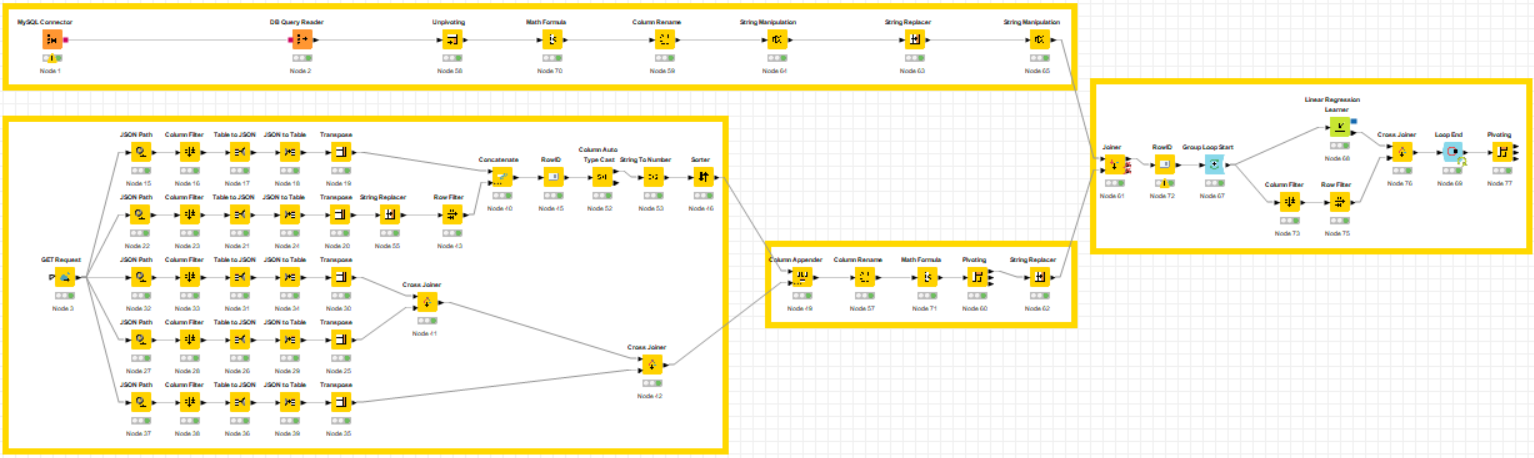 MySQL Connector DB Query Reader Unpivoting Math Formula Column Rename String Manipulation String Replacer String Manipulation
Node 1 Node 2 Node 58 Node 70 Node 59 Node 64 Node 63 Node 65
Linear Regression
Learner
Joiner RowID Group Loop Start Cross Joiner Loop End Pivoting
Node 68
Node 61 Node 72 Node 67 Node 76 Node 69 Node 77
Column Filter Row Filter
Node 73 Node 75
JSON Path Column Filter Table to JSON JSON to Table Transpose
Node 15 Node 16 Node 17 Node 18 Node 19
Concatenate RowID Column Auto
Type Cast String To Number Sorter
Node 40 Node 45 Node 52 Node 53 Node 46
JSON Path Column Filter Table to JSON JSON to Table Transpose String Replacer Row Filter
Node 22 Node 23 Node 21 Node 24 Node 20 Node 55 Node 43
GET Request
Node 3
JSON Path Column Filter Table to JSON JSON to Table Transpose
Node 32 Node 33 Node 31 Node 34 Node 30
Cross Joiner
Node 41
JSON Path Column Filter Table to JSON JSON to Table Transpose
Node 27 Node 28 Node 26 Node 29 Node 25
Cross Joiner
Node 42
JSON Path Column Filter Table to JSON JSON to Table Transpose
Node 37 Node 38 Node 36 Node 39 Node 35
Column Appender Column Rename Math Formula Pivoting String Replacer
Node 49 Node 57 Node 71 Node 60 Node 62